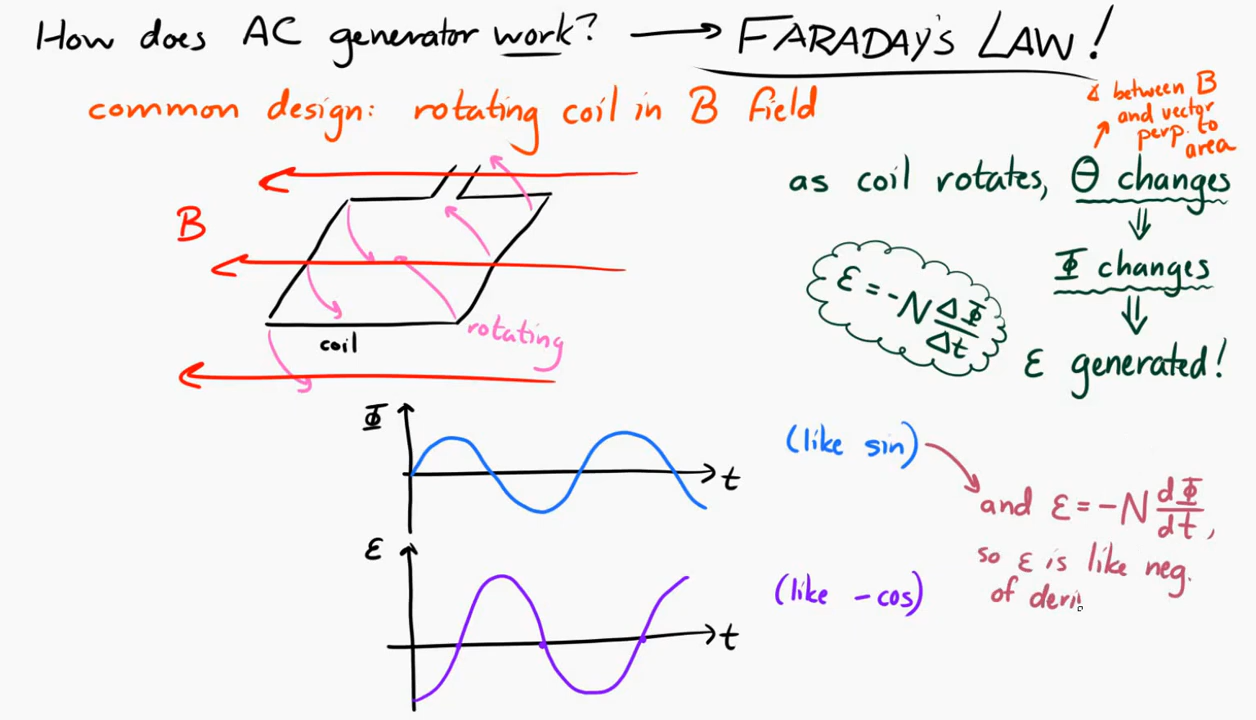 How does AC generator work? → FARADAY'S LAW!
common design: rotating coil in B field
∡ between B
and vector
perp. to
area
as coil rotates, Θ changes
⇓
B
Φ changes
ε = -N ΔΦ/Δt
⇓
rotating
coil
ε generated!
Φ
(like sin)
t
and ε = -N dΦ/dt,
ε
so ε is like neg.
of deri
(like -cos)
t